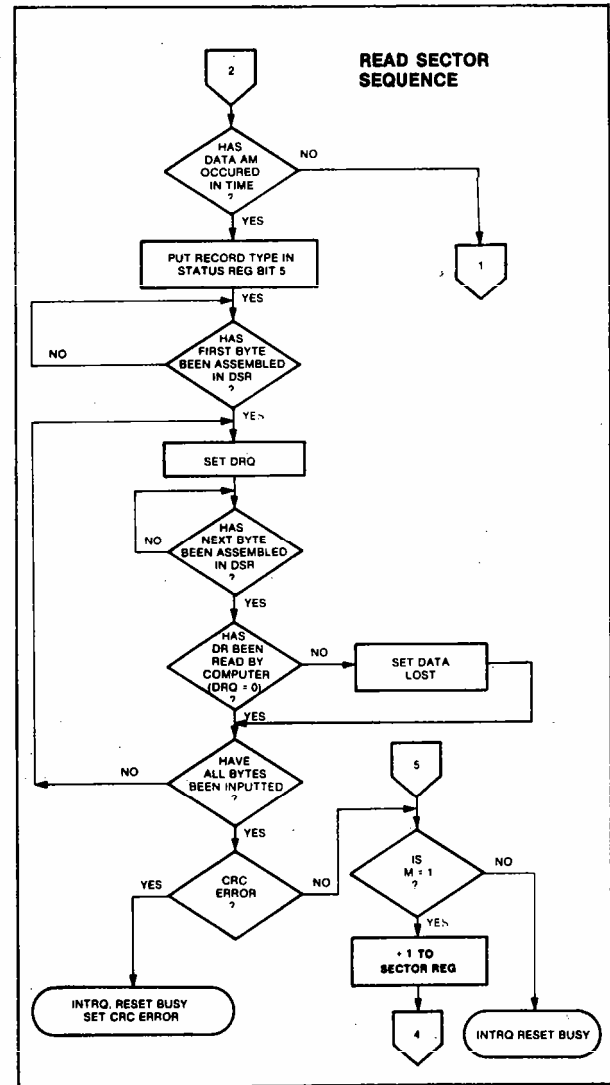 READ SECTOR
SEQUENCE
2
HAS
DATA AM
OCCURED
IN TIME
?
NO
YES
1
PUT RECORD TYPE IN
STATUS REG BIT 5
YES
HAS
FIRST BYTE
BEEN ASSEMBLED
IN DSR
?
NO
YES
SET DRQ
HAS
NEXT BYTE
BEEN ASSEMBLED
IN DSR
?
NO
YES
HAS
DR BEEN
READ BY
COMPUTER
(DRQ = 0)
?
NO
SET DATA
LOST
YES
HAVE
ALL BYTES
BEEN INPUTTED
?
NO
YES
5
CRC
ERROR
?
YES
NO
IS
M = 1
?
NO
YES
+ 1 TO
SECTOR REG
INTRQ, RESET BUSY
SET CRC ERROR
4
INTRQ RESET BUSY